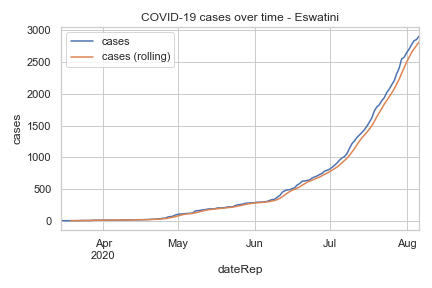 COVID-19 cases over time - Eswatini
cases
cases (rolling)
3000
2500
2000
1500
1000
500
0
cases
Apr
2020
May
Jun
Jul
Aug
dateRep